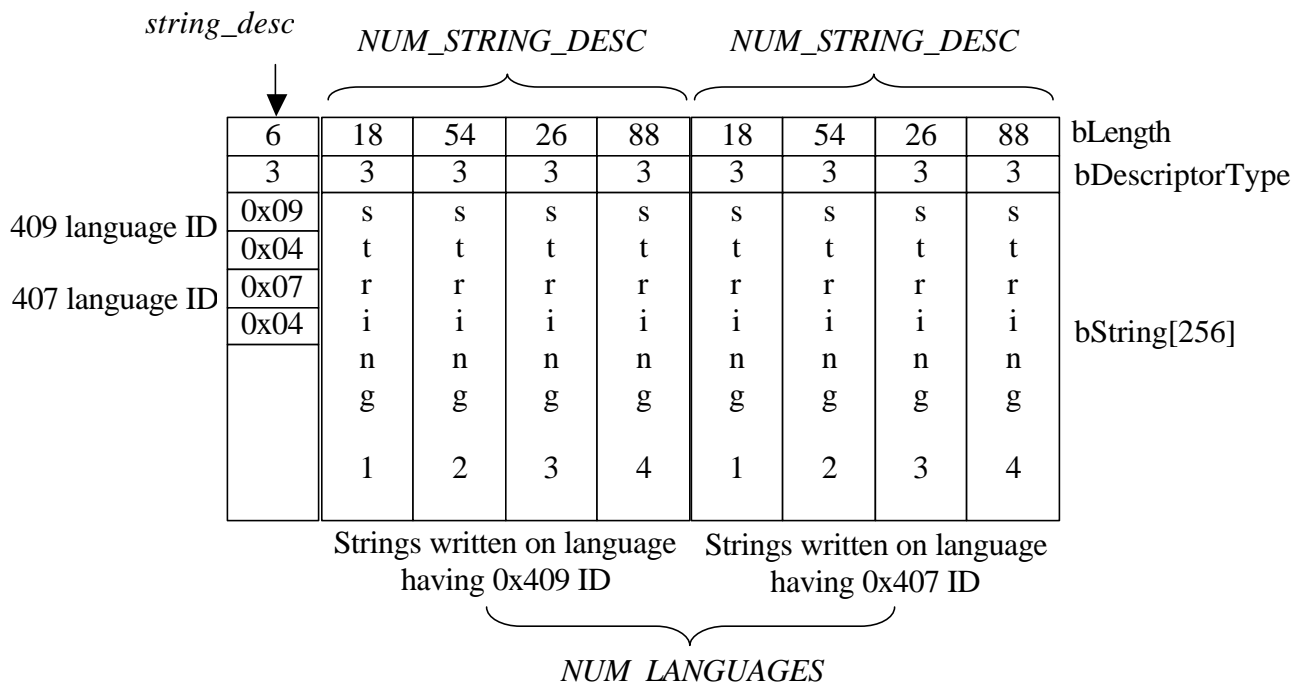 string_desc
NUM_STRING_DESC NUM_STRING_DESC
6 18 54 26 88 18 54 26 88 bLength
3 3 3 3 3 3 3 3 3 bDescriptorType
409 language ID 0x09 s s s s s s s s
0x04 t t t t t t t t
407 language ID 0x07 r r r r r r r r
0x04 i i i i i i i i bString[256]
n n n n n n n n
g g g g g g g g
1 2 3 4 1 2 3 4
Strings written on language Strings written on language
having 0x409 ID having 0x407 ID
NUM_LANGUAGES